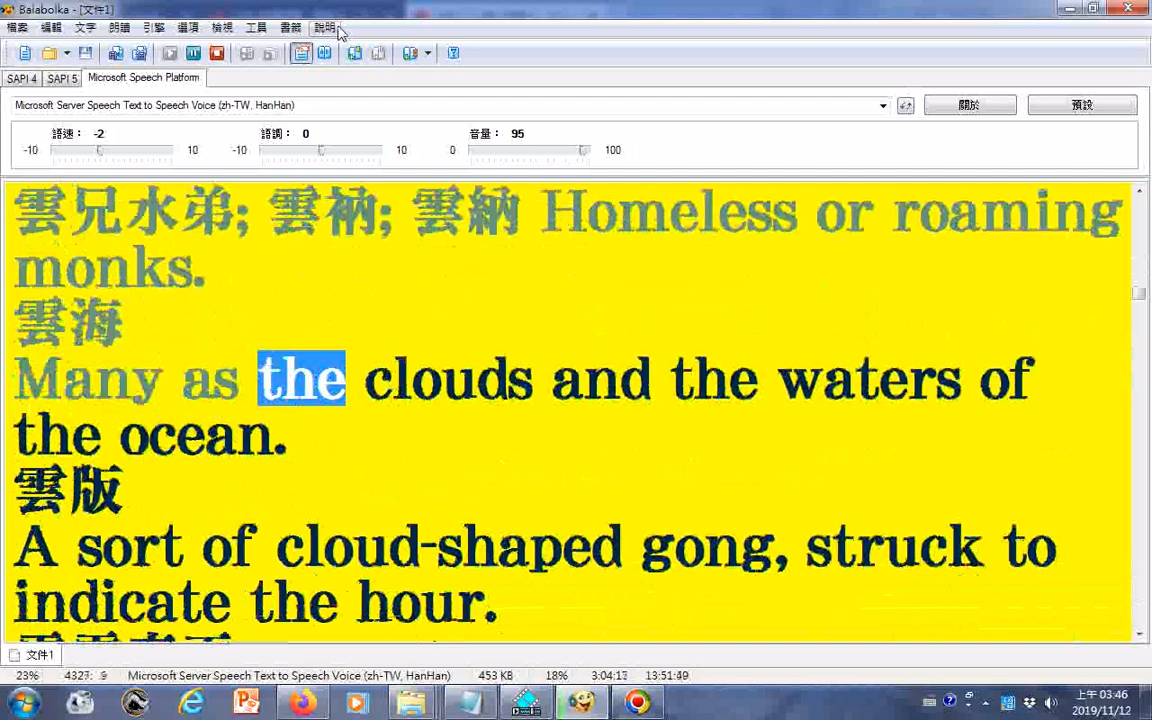 Balabolka - [文件1]
檔案 編輯 文字 朗讀 引擎 選項 檢視 工具 書籤 說明
SAPI 4 SAPI 5 Microsoft Speech Platform
Microsoft Server Speech Text to Speech Voice (zh-TW, HanHan) 關於 預設
語速： -2 語調： 0 音量： 95
-10 10 -10 10 0 100
雲兄水弟; 雲衲; 雲納 Homeless or roaming
monks.
雲海
Many as the clouds and the waters of
the ocean.
雲版
A sort of cloud-shaped gong, struck to
indicate the hour.
文件1
23% 4327: 9 Microsoft Server Speech Text to Speech Voice (zh-TW, HanHan) 453 KB 18% 3:04:13 13:51:49
上午 03:46
2019/11/12